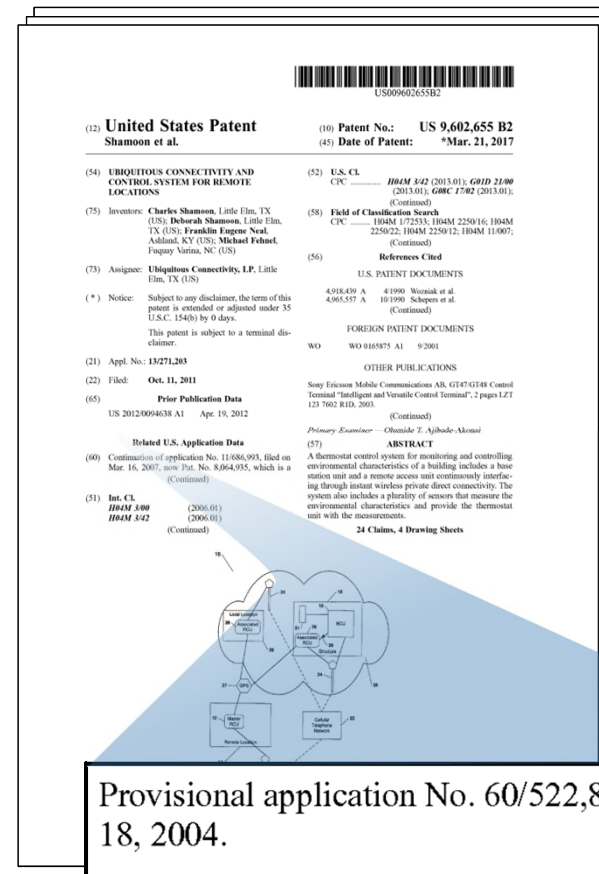 US009602655B2
(12) United States Patent
Shamoon et al.
(10) Patent No.: US 9,602,655 B2
(45) Date of Patent: *Mar. 21, 2017
(54) UBIQUITOUS CONNECTIVITY AND
CONTROL SYSTEM FOR REMOTE
LOCATIONS
(75) Inventors: Charles Shamoon, Little Elm, TX
(US); Deborah Shamoon, Little Elm,
TX (US); Franklin Eugene Neal,
Ashland, KY (US); Michael Fehnel,
Fuquay Varina, NC (US)
(73) Assignee: Ubiquitous Connectivity, LP, Little
Elm, TX (US)
( * ) Notice: Subject to any disclaimer, the term of this
patent is extended or adjusted under 35
U.S.C. 154(b) by 0 days.
This patent is subject to a terminal dis-
claimer.
(21) Appl. No.: 13/271,203
(22) Filed: Oct. 11, 2011
(65) Prior Publication Data
US 2012/0094638 A1 Apr. 19, 2012
Related U.S. Application Data
(60) Continuation of application No. 11/686,993, filed on
Mar. 16, 2007, now Pat. No. 8,064,935, which is a
(Continued)
(51) Int. Cl.
H04M 3/00 (2006.01)
H04M 3/42 (2006.01)
(Continued)
(52) U.S. Cl.
CPC .............. H04M 3/42 (2013.01); G01D 21/00
(2013.01); G08C 17/02 (2013.01);
(Continued)
(58) Field of Classification Search
CPC ......... H04M 1/72533; H04M 2250/16; H04M
2250/22; H04M 2250/12; H04M 11/007;
(Continued)
(56) References Cited
U.S. PATENT DOCUMENTS
4,918,439 A 4/1990 Wozniak et al.
4,965,557 A 10/1990 Schepers et al.
(Continued)
FOREIGN PATENT DOCUMENTS
WO WO 0165875 A1 9/2001
OTHER PUBLICATIONS
Sony Ericsson Mobile Communications AB, GT47/GT48 Control
Terminal "Intelligent and Versatile Control Terminal", 2 pages LZT
123 7602 R1D, 2003.
(Continued)
Primary Examiner — Olumide T. Ajibade-Akonai
(57) ABSTRACT
A thermostat control system for monitoring and controlling
environmental characteristics of a building includes a base
station unit and a remote access unit continuously interfac-
ing through instant wireless private direct connectivity. The
system also includes a plurality of sensors that measure the
environmental characteristics and provide the thermostat
unit with the measurements.
24 Claims, 4 Drawing Sheets
Local Location
Associated
RCU
BCU
Associated
RCU
Structure
GPS
Master
RCU
Remote Location
Cellular
Telephone
Network
Provisional application No. 60/522,8
18, 2004.